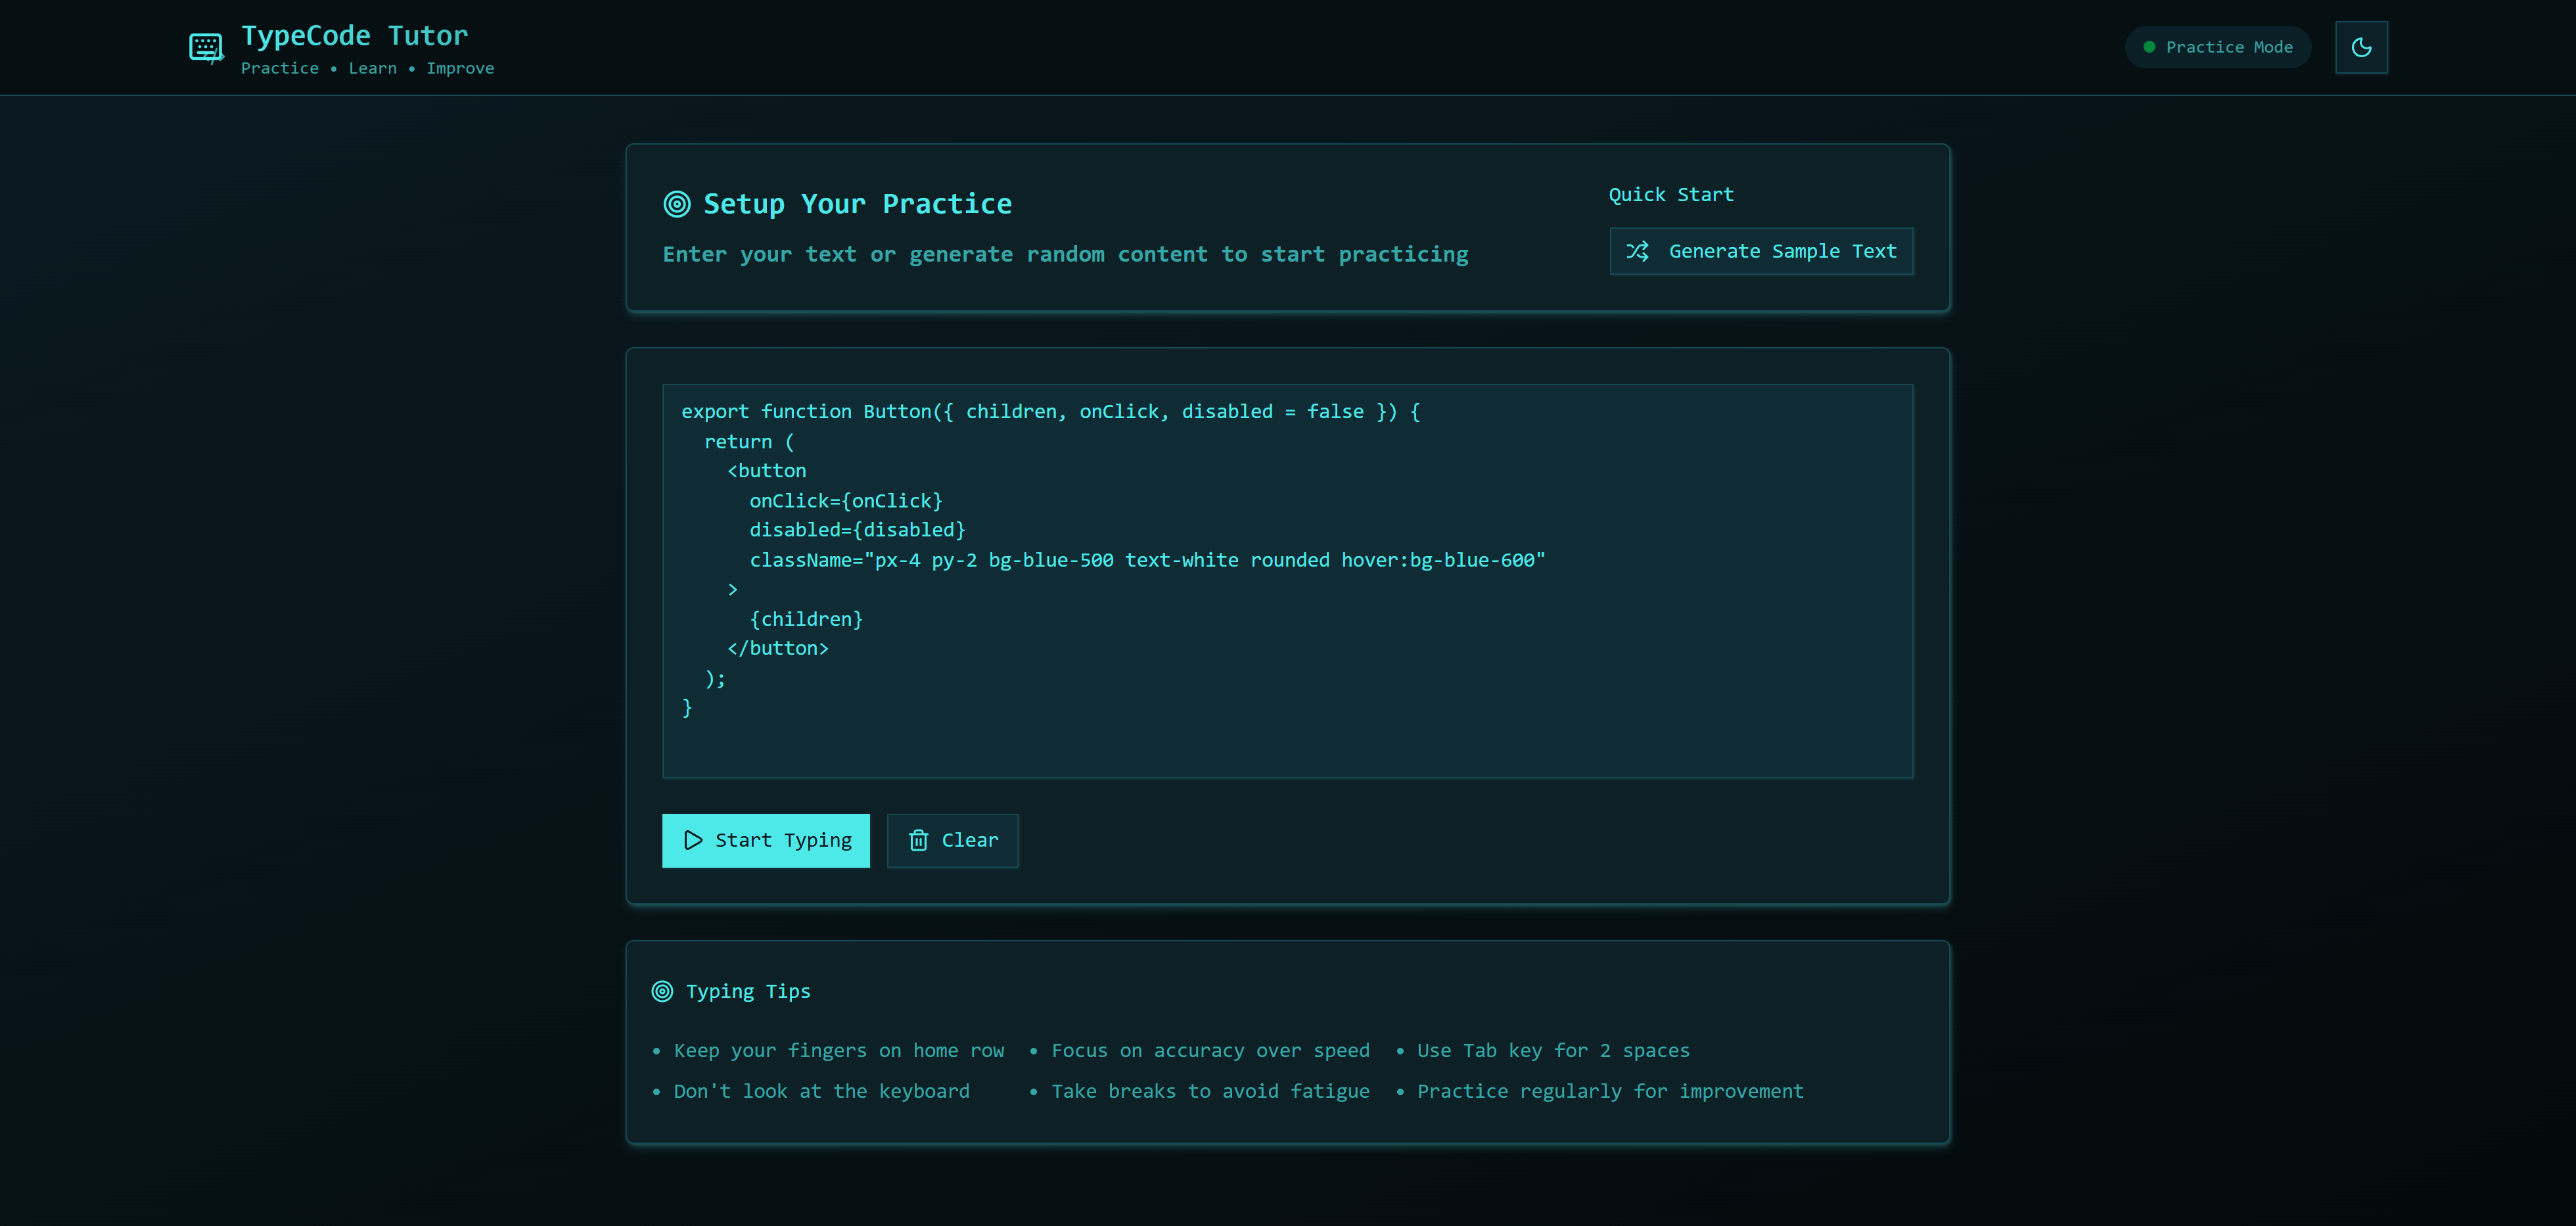 TypeCode Tutor
Practice • Learn • Improve
Practice Mode
Setup Your Practice
Enter your text or generate random content to start practicing
Quick Start
Generate Sample Text
export function Button({ children, onClick, disabled = false }) {
  return (
    <button
      onClick={onClick}
      disabled={disabled}
      className="px-4 py-2 bg-blue-500 text-white rounded hover:bg-blue-600"
    >
      {children}
    </button>
  );
}
Start Typing
Clear
Typing Tips
• Keep your fingers on home row
• Focus on accuracy over speed
• Use Tab key for 2 spaces
• Don't look at the keyboard
• Take breaks to avoid fatigue
• Practice regularly for improvement